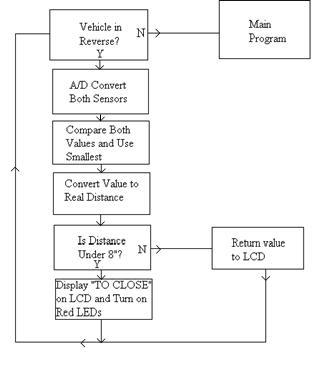 Vehicle in
Reverse?
N
Y
Main
Program
A/D Convert
Both Sensors
Compare Both
Values and Use
Smallest
Convert Value to
Real Distance
Is Distance
Under 8"?
N
Y
Return value
to LCD
Display "TO CLOSE"
on LCD and Turn on
Red LEDs